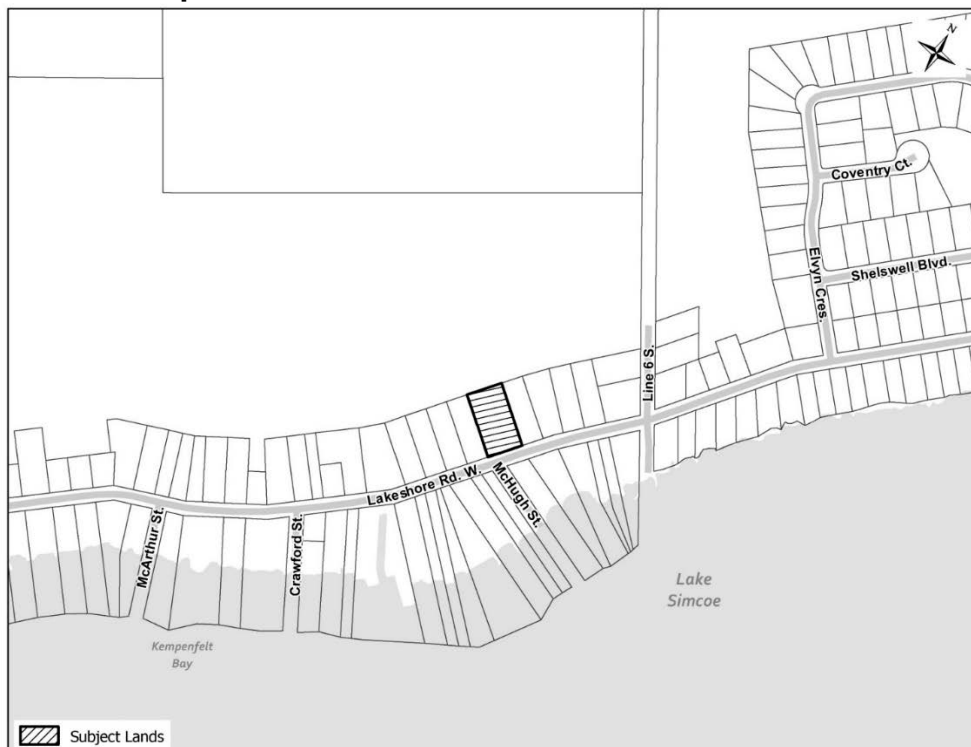 N
Coventry Ct.
Elvyn Cres.
Shelswell Blvd.
Line 6 S.
Lakeshore Rd. W.
McHugh St.
McArthur St.
Crawford St.
Lake
Simcoe
Kempenfelt
Bay
Subject Lands